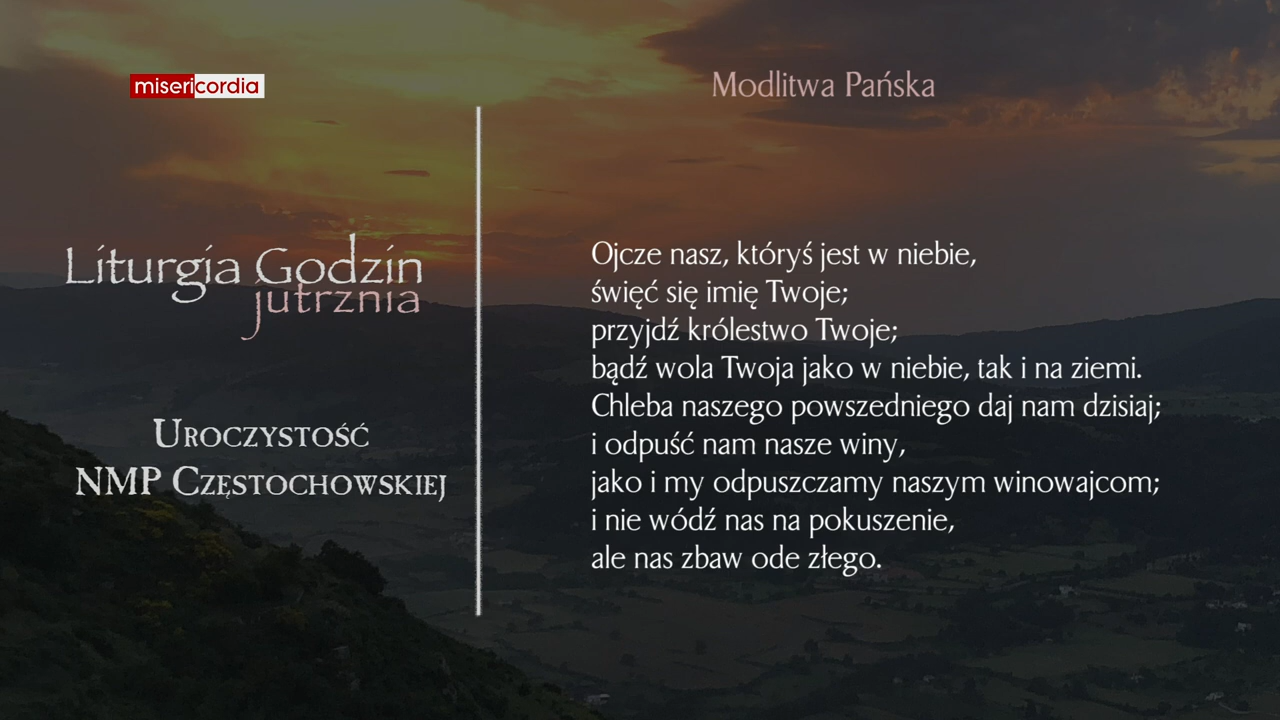 misericordia
Liturgia Godzin
jutrznia
Uroczystość
NMP Częstochowskiej
Modlitwa Pańska
Ojcze nasz, któryś jest w niebie,
święć się imię Twoje;
przyjdź królestwo Twoje;
bądź wola Twoja jako w niebie, tak i na ziemi.
Chleba naszego powszedniego daj nam dzisiaj;
i odpuść nam nasze winy,
jako i my odpuszczamy naszym winowajcom;
i nie wódź nas na pokuszenie,
ale nas zbaw ode złego.